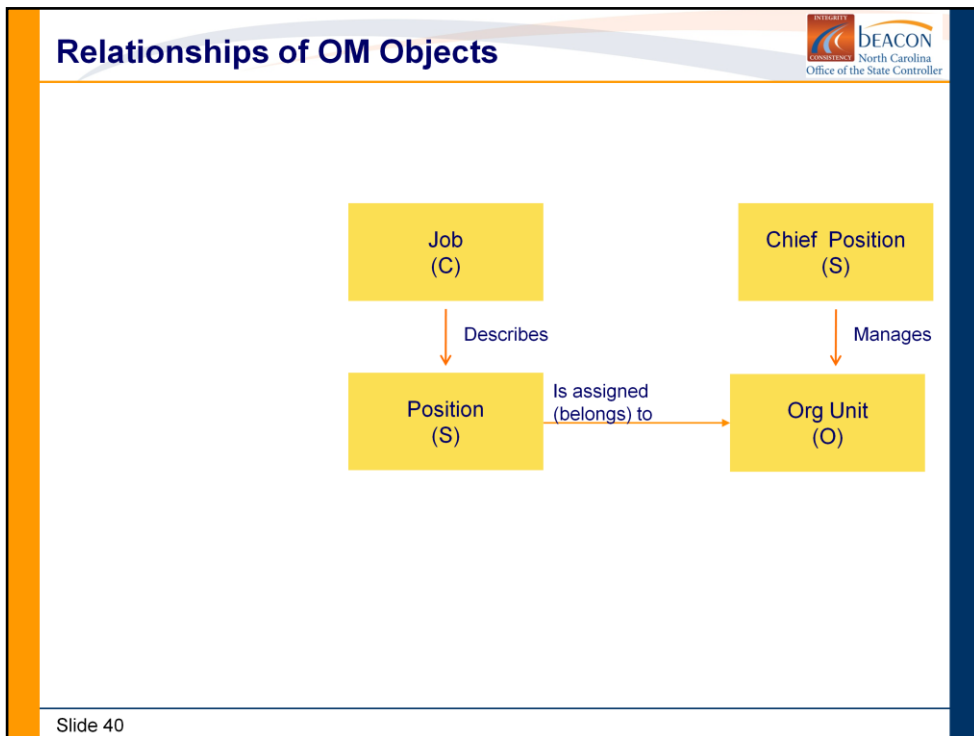 Relationships of OM Objects
INTEGRITY
CONSISTENCY
bEACON
North Carolina
Office of the State Controller
Job
(C)
Chief Position
(S)
Describes
Manages
Position
(S)
Is assigned
(belongs) to
Org Unit
(O)
Slide 40